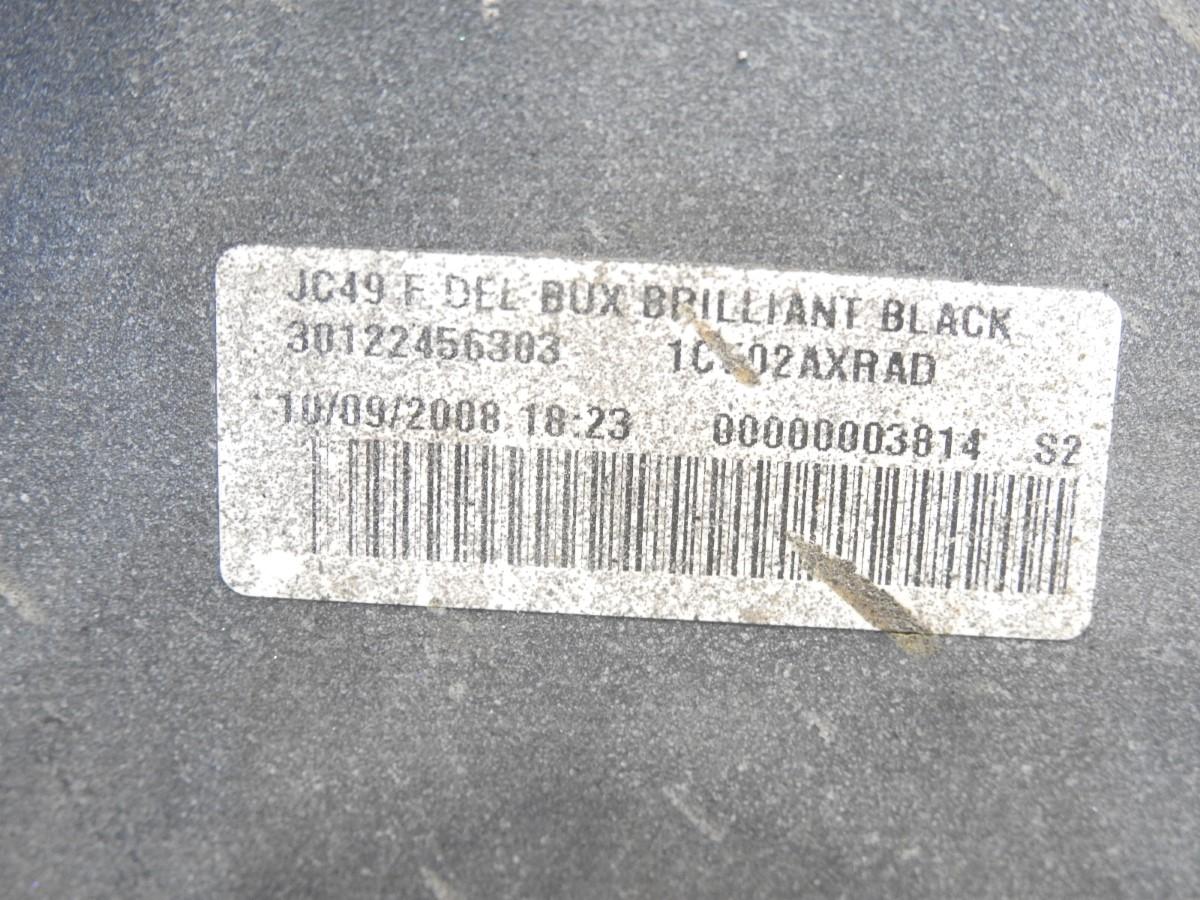 JC49 F. DEL BUX BRILLIANT BLACK
30122456303
10/09/2008 18:23 00000003814 S2